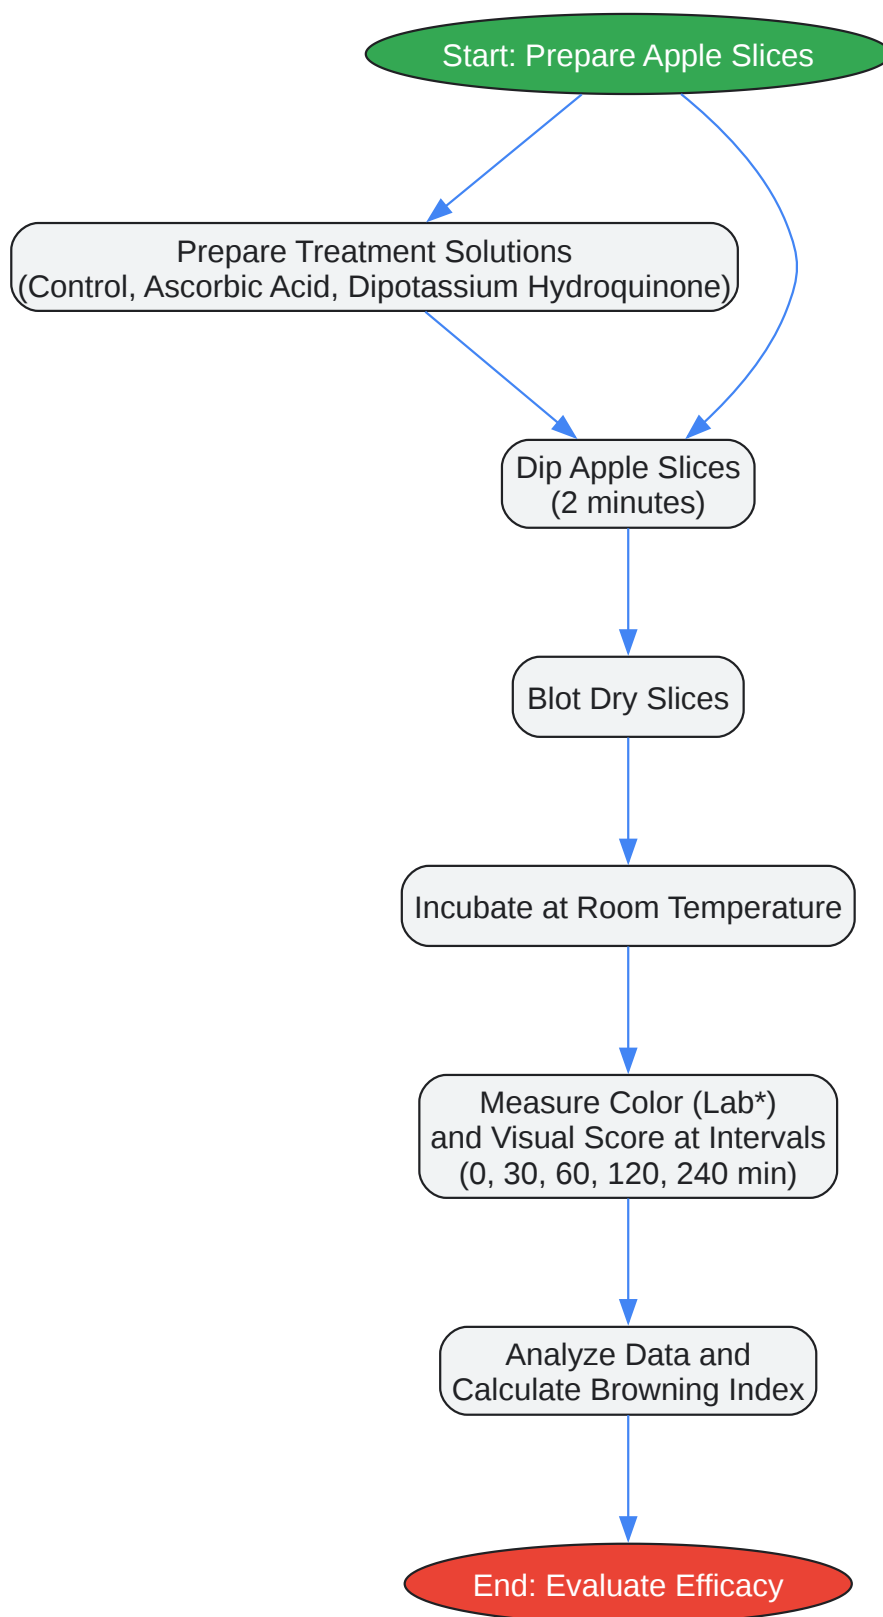 Start: Prepare Apple Slices
Prepare Treatment Solutions
(Control, Ascorbic Acid, Dipotassium Hydroquinone)
Dip Apple Slices
(2 minutes)
Blot Dry Slices
Incubate at Room Temperature
Measure Color (Lab*)
and Visual Score at Intervals
(0, 30, 60, 120, 240 min)
Analyze Data and
Calculate Browning Index
End: Evaluate Efficacy